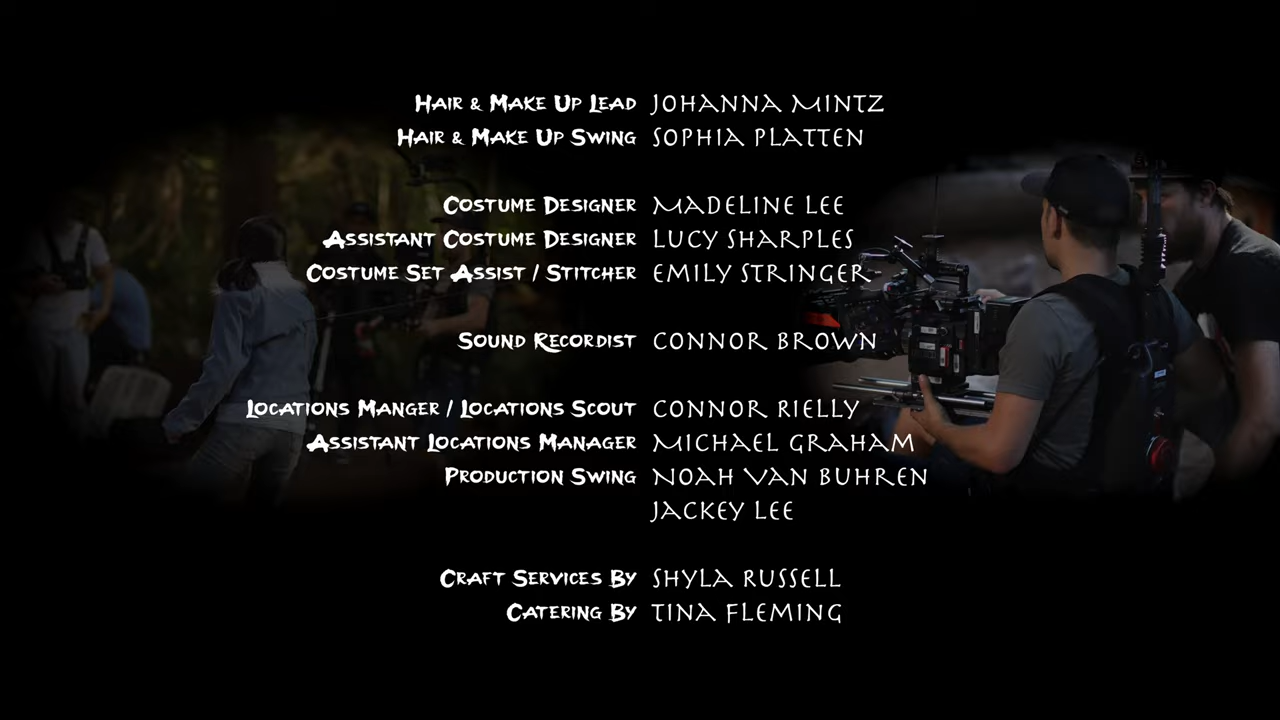 Hair & Make Up Lead Johanna Mintz
Hair & Make Up Swing Sophia Platten
Costume Designer Madeline Lee
Assistant Costume Designer Lucy Sharples
Costume Set Assist / Stitcher Emily Stringer
Sound Recordist Connor Brown
Locations Manger / Locations Scout Connor Rielly
Assistant Locations Manager Michael Graham
Production Swing Noah Van Buhren
Jackey Lee
Craft Services By Shyla Russell
Catering By Tina Fleming